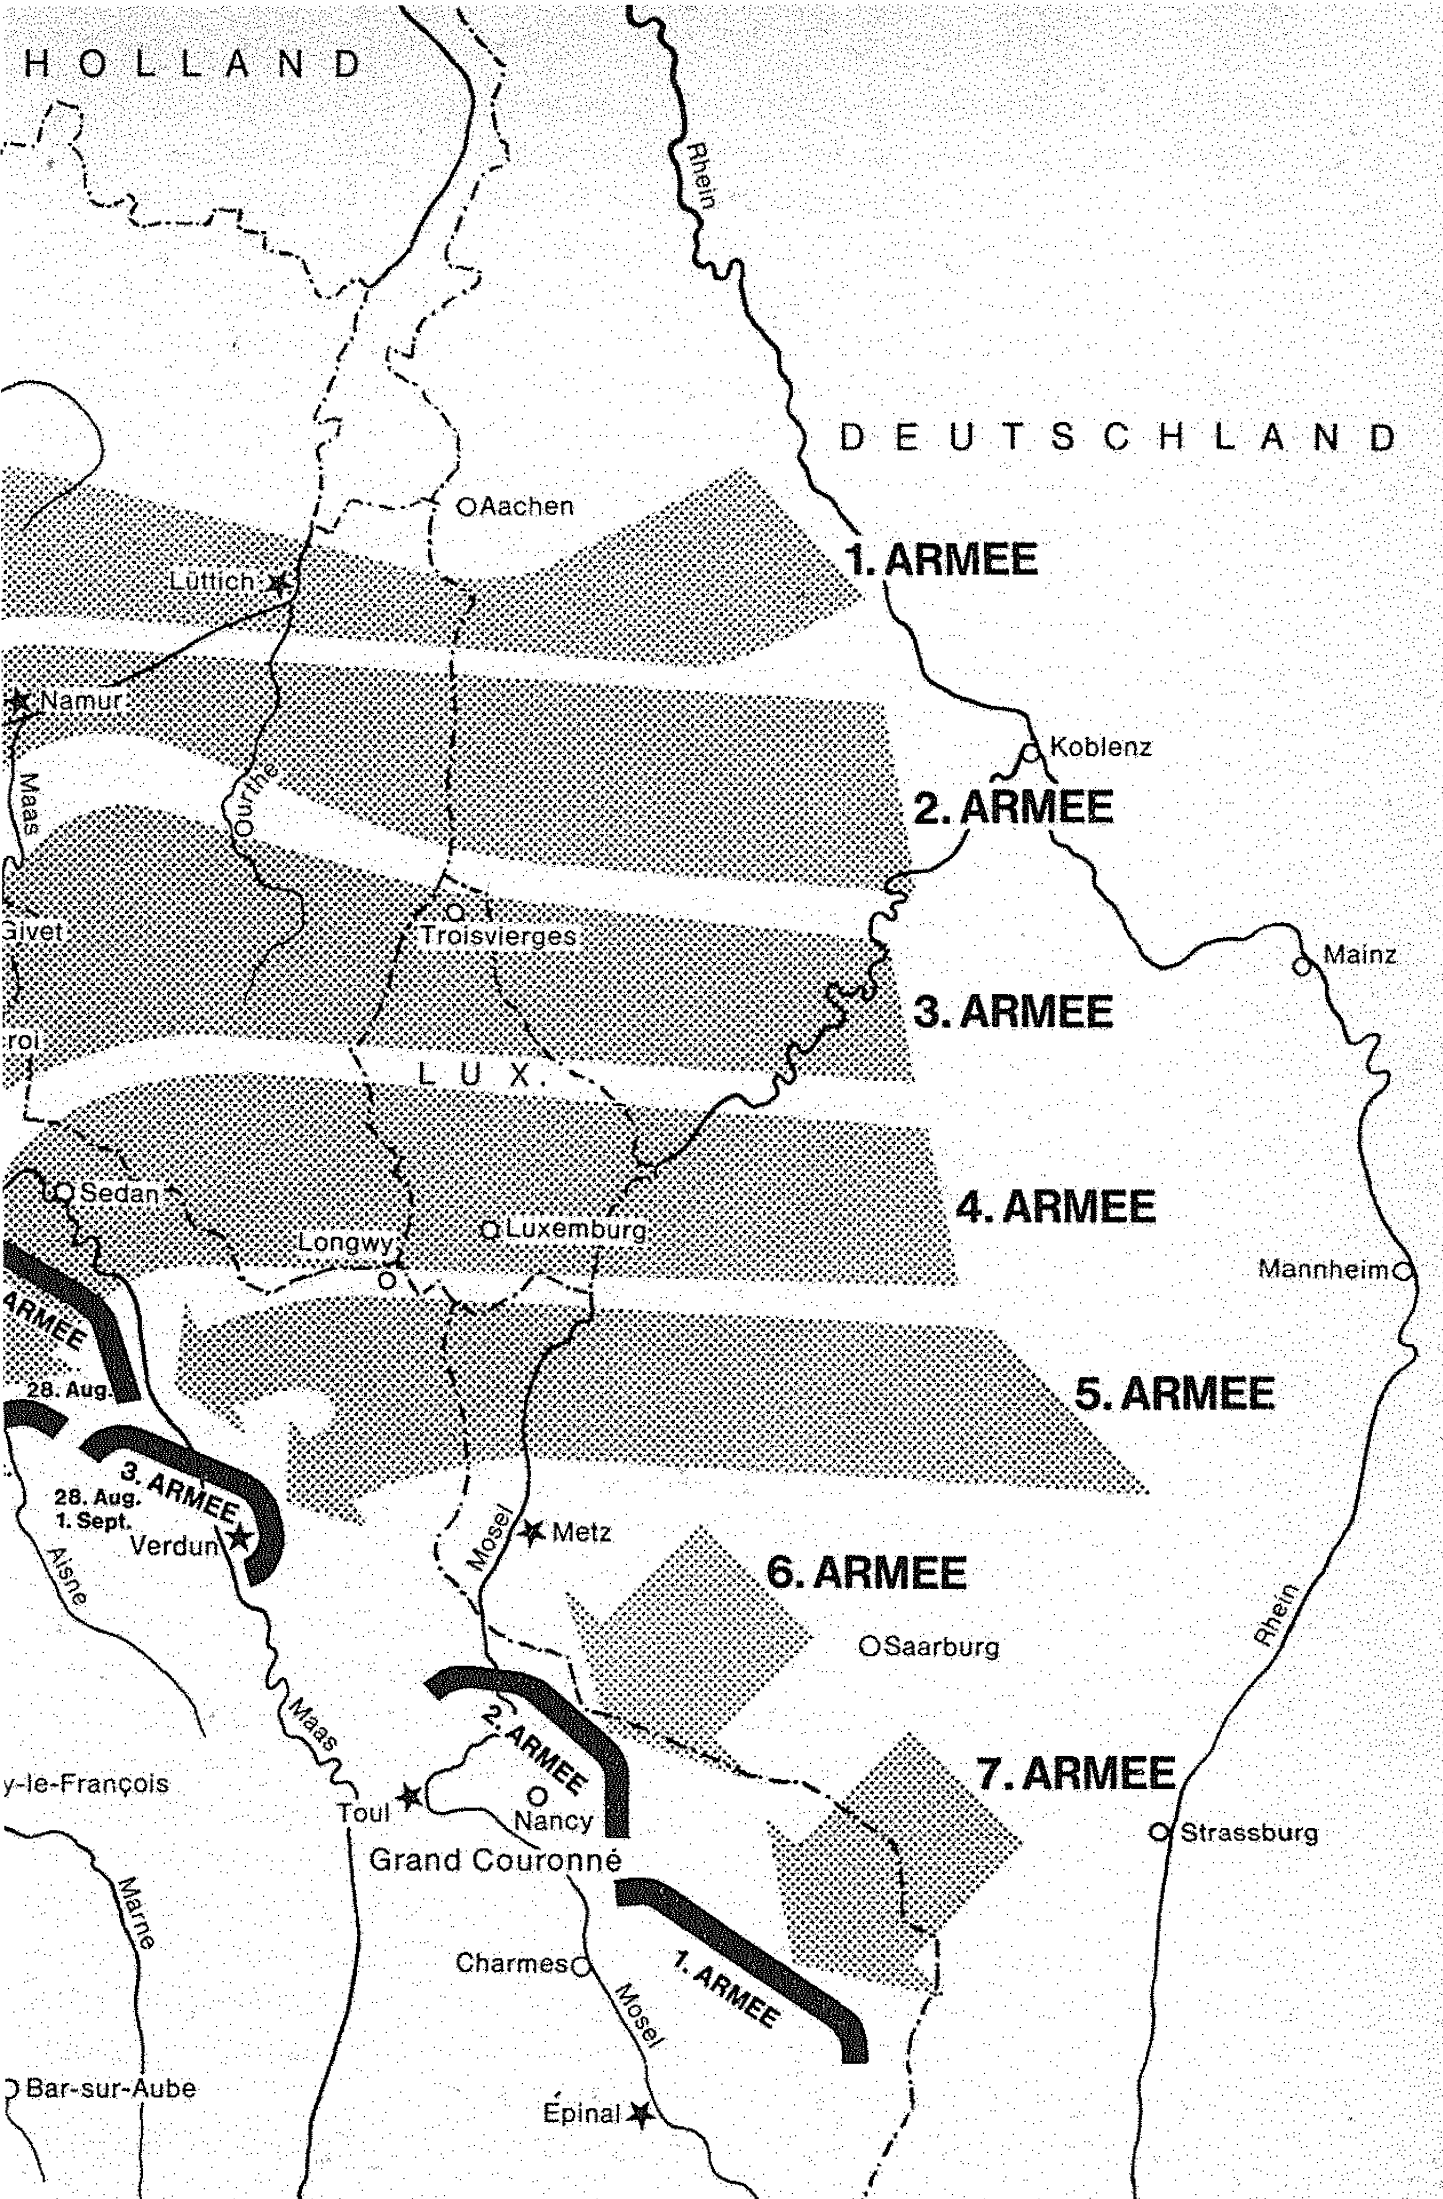 HOLLAND
Rhein
DEUTSCHLAND
Aachen
1. ARMEE
Lüttich
Namur
Koblenz
Maas
Ourthe
2. ARMEE
Givet
Troisvierges
Mainz
3. ARMEE
roi
LUX.
Sedan
4. ARMEE
Longwy
Luxemburg
Mannheim
ARMEE
28. Aug.
5. ARMEE
3. ARMEE
28. Aug.
1. Sept.
Verdun
Mosel
Metz
6. ARMEE
Aisne
Rhein
Saarburg
Maas
2. ARMEE
7. ARMEE
y-le-François
Toul
Nancy
Strassburg
Grand Couronné
Marne
Charmes
1. ARMEE
Mosel
Bar-sur-Aube
Épinal